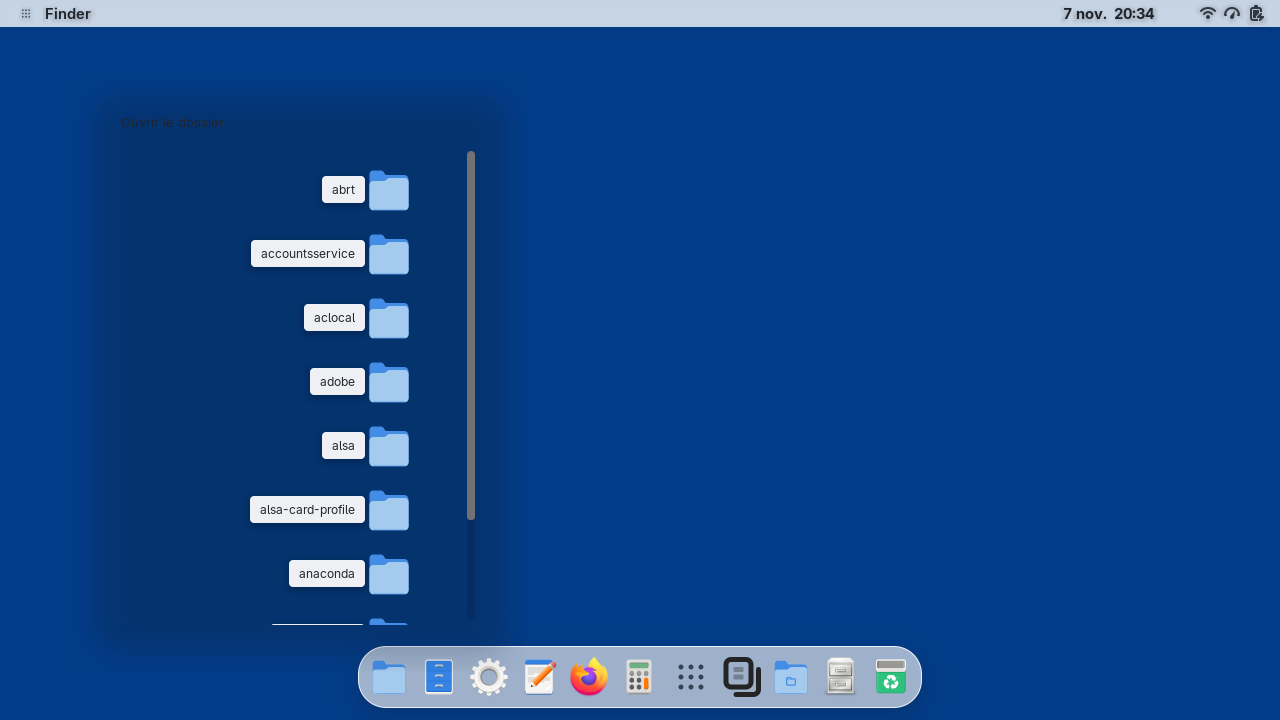 Finder
7 nov. 20:34
Ouvrir le dossier
abrt
accountsservice
aclocal
adobe
alsa
alsa-card-profile
anaconda